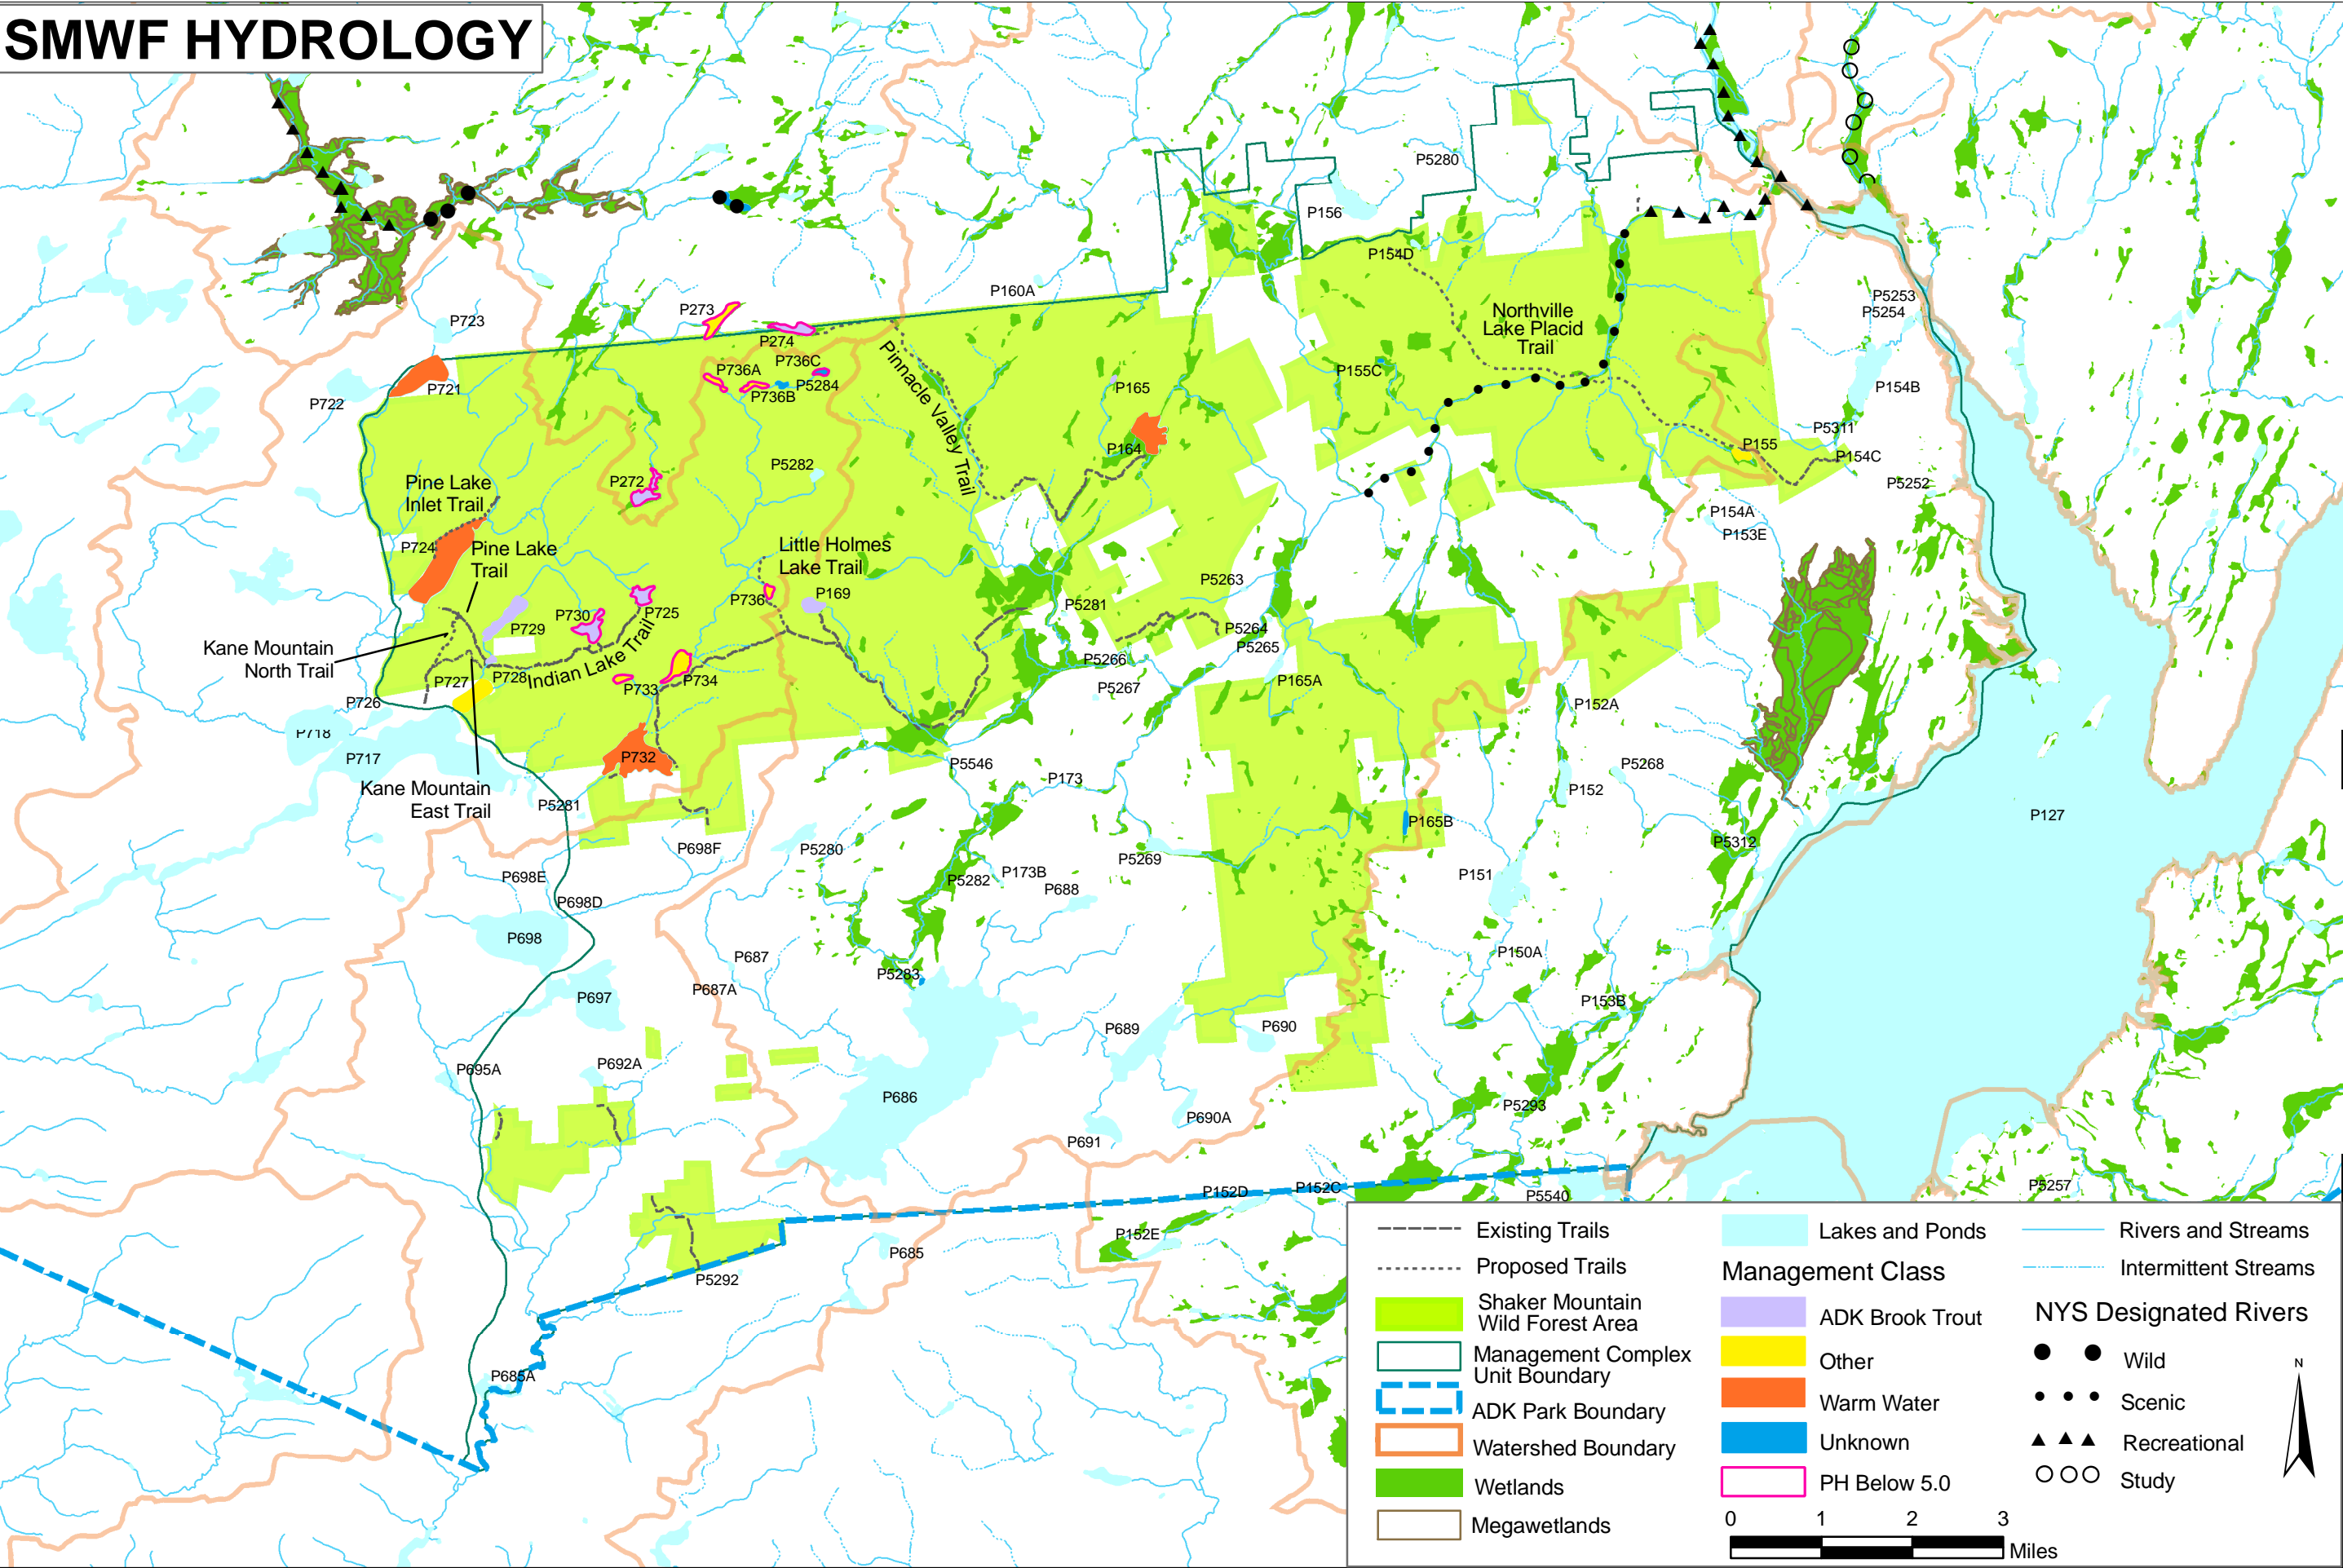 SMWF HYDROLOGY
P5280
P156
P154D
P273
P160A
P723
P274
P736A
P736C
P5284
P736B
P721
P722
Northville
Lake Placid
Trail
P5253
P5254
P155C
P154B
P165
P164
Pinnacle Valley Trail
P5311
P155
P154C
P5252
P5282
P272
Pine Lake
Inlet Trail
P154A
P153E
P724
Pine Lake
Trail
Little Holmes
Lake Trail
P5263
P736
P169
P5281
P725
P730
P729
P5264
P5265
Kane Mountain
North Trail
P5266
P5267
P165A
P727
P728
Indian Lake Trail
P733
P734
P726
P152A
P718
P717
P732
P5546
P173
P5268
P152
Kane Mountain
East Trail
P5281
P127
P165B
P5312
P698F
P5280
P5269
P698E
P5282
P173B
P688
P151
P698D
P698
P687
P5283
P150A
P687A
P697
P153B
P689
P690
P695A
P692A
P686
P5293
P690A
P691
P152D
P152C
P5540
P5257
P152E
P685
P5292
P685A
Existing Trails
Proposed Trails
Shaker Mountain
Wild Forest Area
Management Complex
Unit Boundary
ADK Park Boundary
Watershed Boundary
Wetlands
Megawetlands
Lakes and Ponds
Management Class
ADK Brook Trout
Other
Warm Water
Unknown
PH Below 5.0
Rivers and Streams
Intermittent Streams
NYS Designated Rivers
Wild
Scenic
Recreational
Study
N
0 1 2 3
Miles